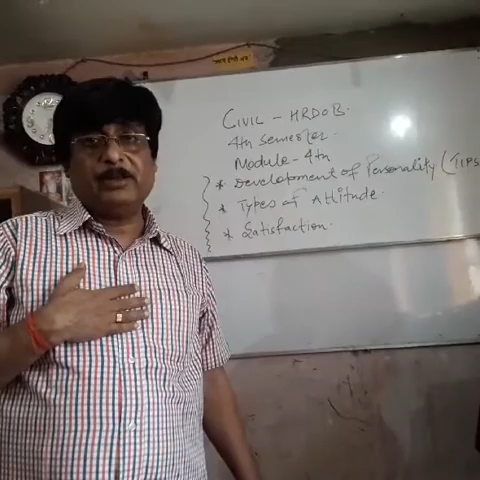 CIVIL - HRDOB.
4th Semester.
Module - 4th
* Development of Personality (TIPS
* Types of Attitude.
* Satisfaction.